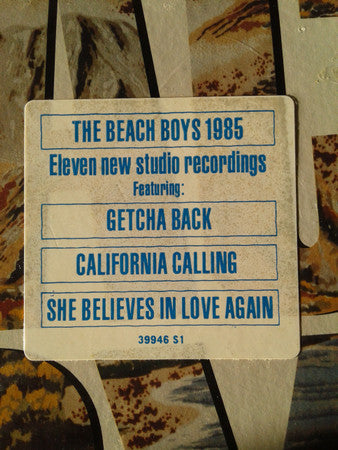 THE BEACH BOYS 1985
Eleven new studio recordings
Featuring:
GETCHA BACK
CALIFORNIA CALLING
SHE BELIEVES IN LOVE AGAIN
39946 S1